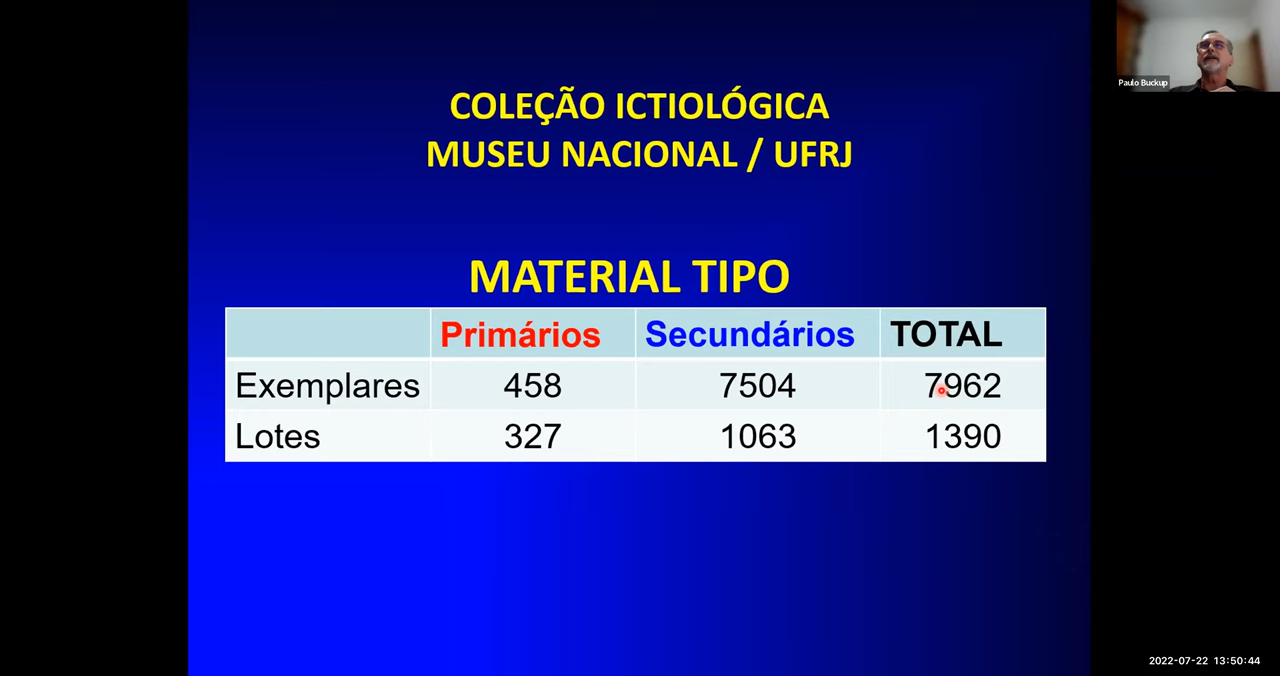 COLEÇÃO ICTIOLÓGICA
MUSEU NACIONAL / UFRJ
Paulo Buckup
MATERIAL TIPO
Primários Secundários TOTAL
Exemplares 458 7504 7962
Lotes 327 1063 1390
2022-07-22 13:50:44